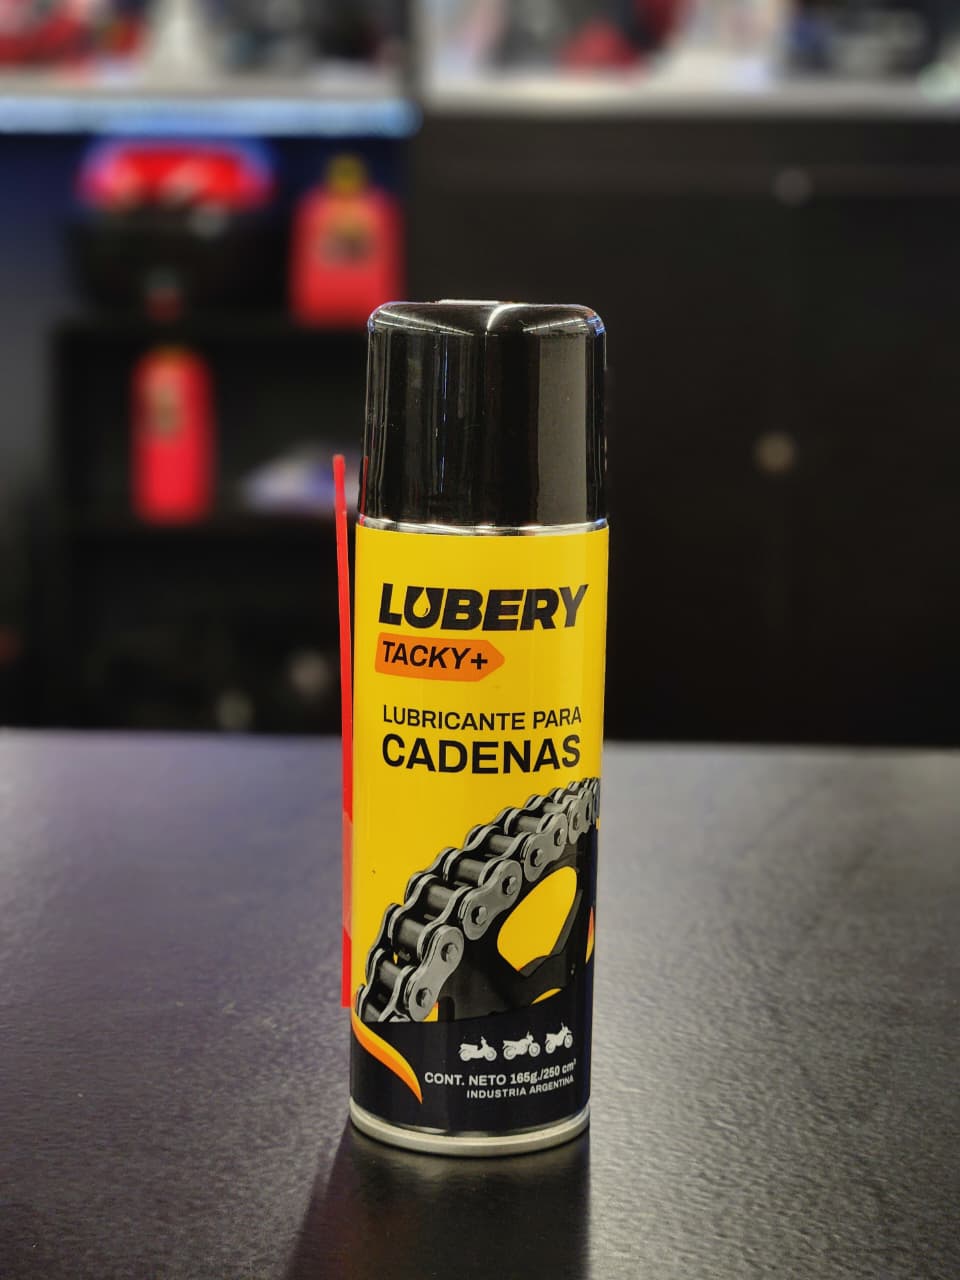 LUBERY
TACKY+
LUBRICANTE PARA
CADENAS
CONT. NETO 165g./250 cm³
INDUSTRIA ARGENTINA